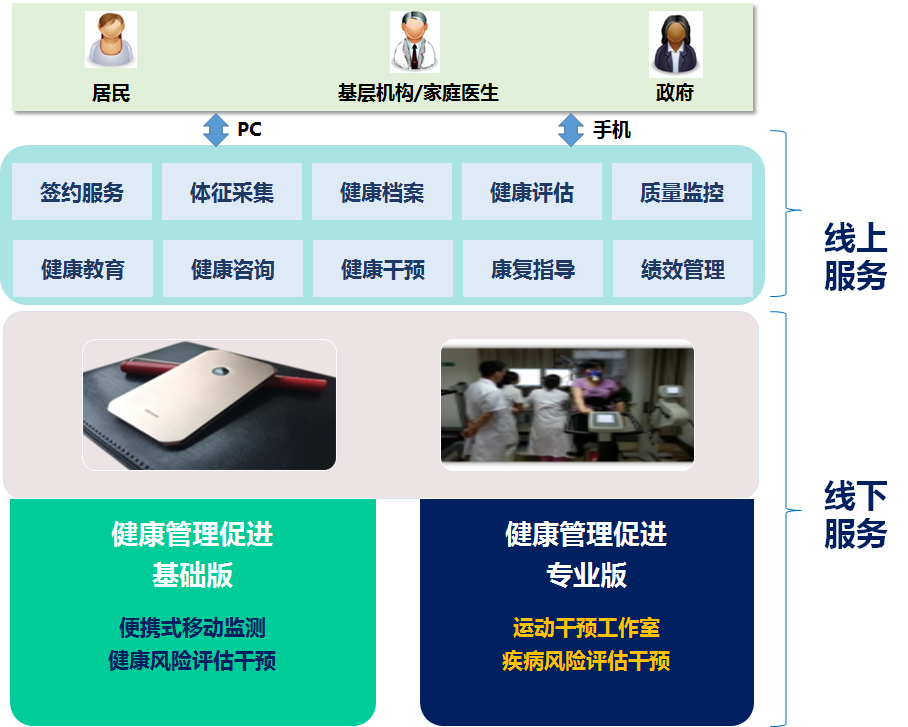 居民
基层机构/家庭医生
政府
PC
手机
签约服务
体征采集
健康档案
健康评估
质量监控
健康教育
健康咨询
健康干预
康复指导
绩效管理
线上
服务
健康管理促进
基础版
便携式移动监测
健康风险评估干预
健康管理促进
专业版
运动干预工作室
疾病风险评估干预
线下
服务